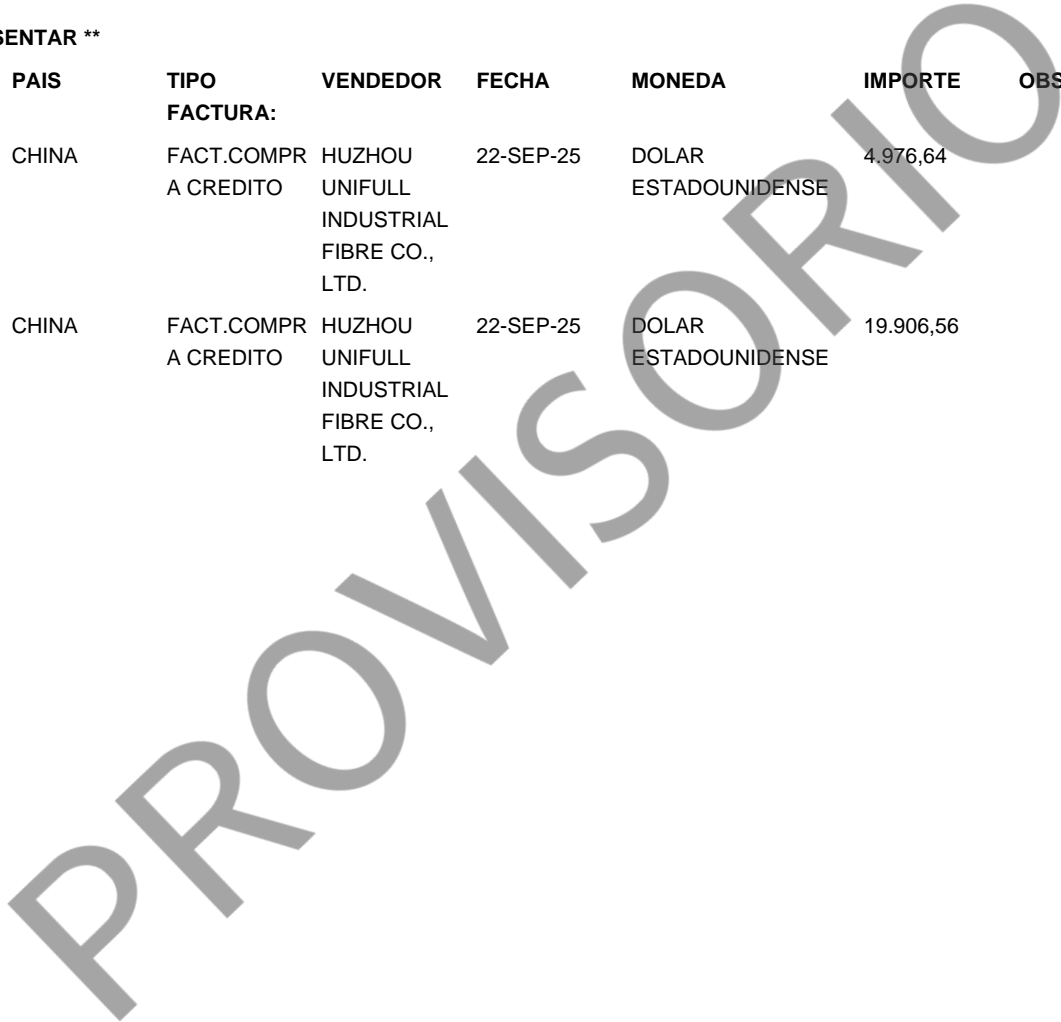 SENTAR **
PAIS TIPO FACTURA: VENDEDOR FECHA MONEDA IMPORTE OBS
CHINA FACT.COMPR A CREDITO HUZHOU UNIFULL INDUSTRIAL FIBRE CO., LTD. 22-SEP-25 DOLAR ESTADOUNIDENSE 4.976,64
CHINA FACT.COMPR A CREDITO HUZHOU UNIFULL INDUSTRIAL FIBRE CO., LTD. 22-SEP-25 DOLAR ESTADOUNIDENSE 19.906,56
PROVISORIO